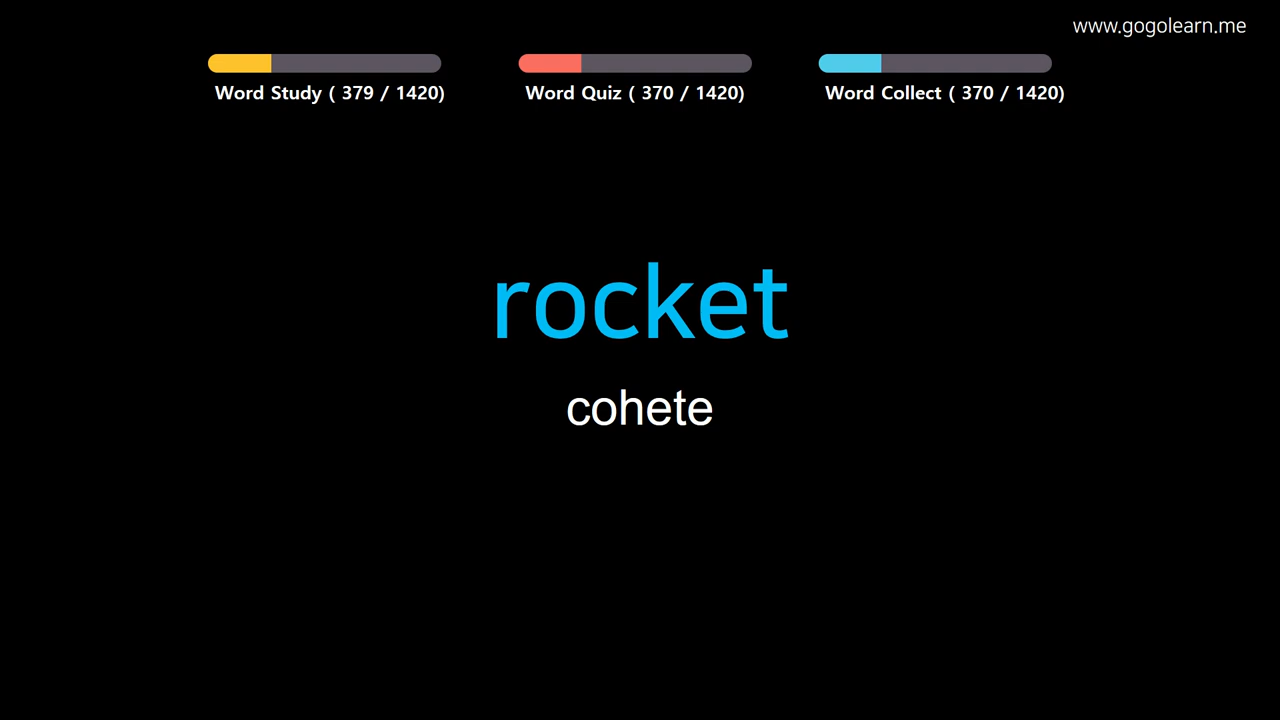 www.gogolearn.me
Word Study ( 379 / 1420)
Word Quiz ( 370 / 1420)
Word Collect ( 370 / 1420)
rocket
cohete